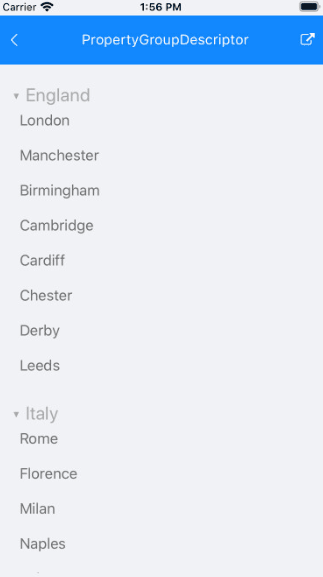 Carrier 1:56 PM
PropertyGroupDescriptor
England
London
Manchester
Birmingham
Cambridge
Cardiff
Chester
Derby
Leeds
Italy
Rome
Florence
Milan
Naples